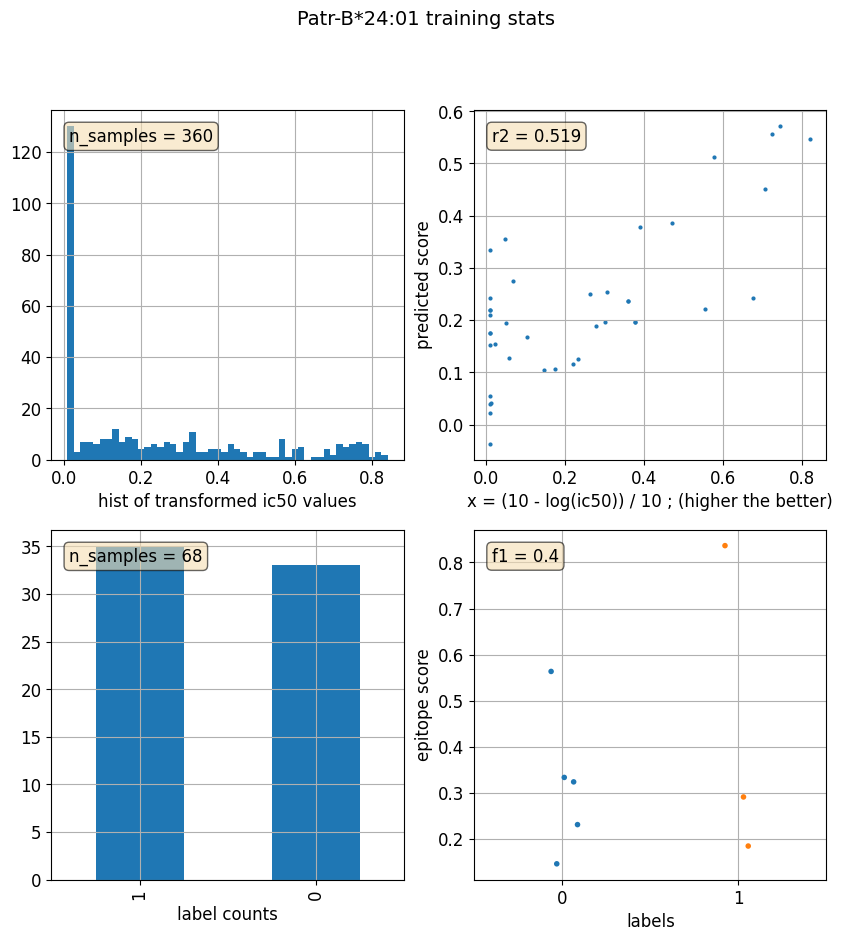 Patr-B*24:01 training stats
n_samples = 360
120
100
80
60
40
20
0
0.0 0.2 0.4 0.6 0.8
hist of transformed ic50 values
r2 = 0.519
predicted score
0.6
0.5
0.4
0.3
0.2
0.1
0.0
0.0 0.2 0.4 0.6 0.8
x = (10 - log(ic50)) / 10 ; (higher the better)
n_samples = 68
35
30
25
20
15
10
5
0
1 0
label counts
f1 = 0.4
epitope score
0.8
0.7
0.6
0.5
0.4
0.3
0.2
0 1
labels